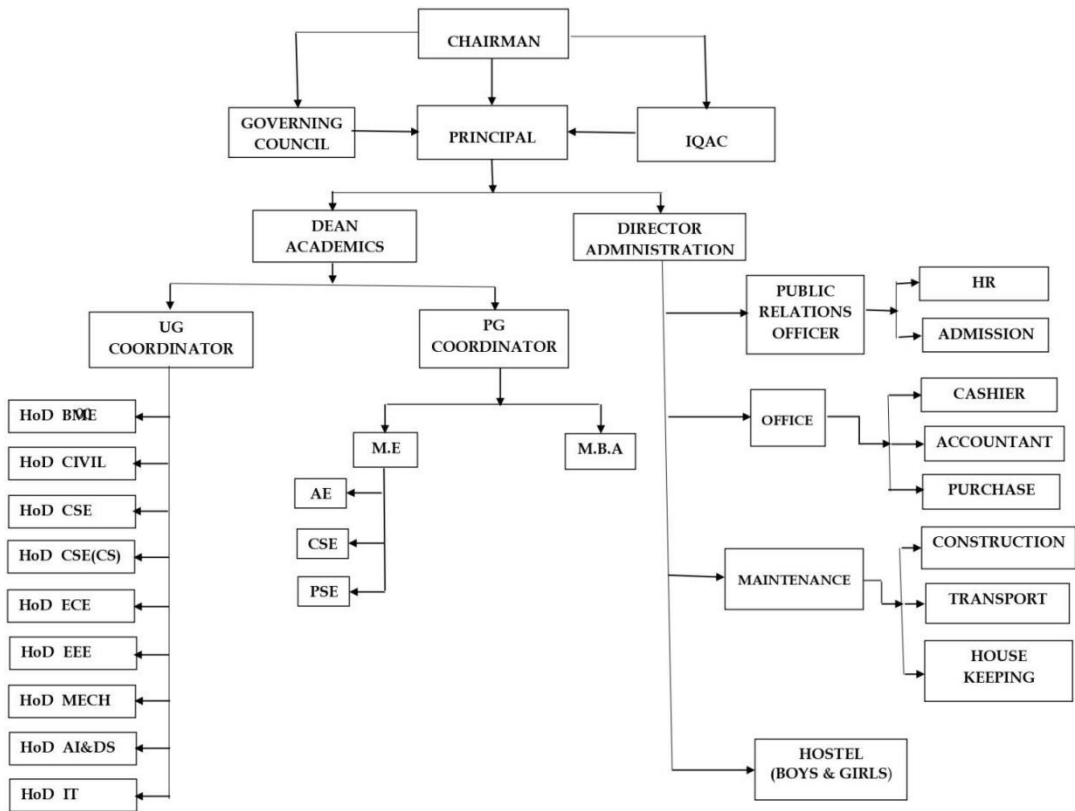 CHAIRMAN
GOVERNING
COUNCIL
PRINCIPAL
IQAC
DEAN
ACADEMICS
DIRECTOR
ADMINISTRATION
UG
COORDINATOR
PG
COORDINATOR
PUBLIC
RELATIONS
OFFICER
HR
ADMISSION
HoD BME
HoD CIVIL
HoD CSE
HoD CSE(CS)
HoD ECE
HoD EEE
HoD MECH
HoD AI&DS
HoD IT
M.E
M.B.A
AE
CSE
PSE
OFFICE
CASHIER
ACCOUNTANT
PURCHASE
MAINTENANCE
CONSTRUCTION
TRANSPORT
HOUSE
KEEPING
HOSTEL
(BOYS & GIRLS)